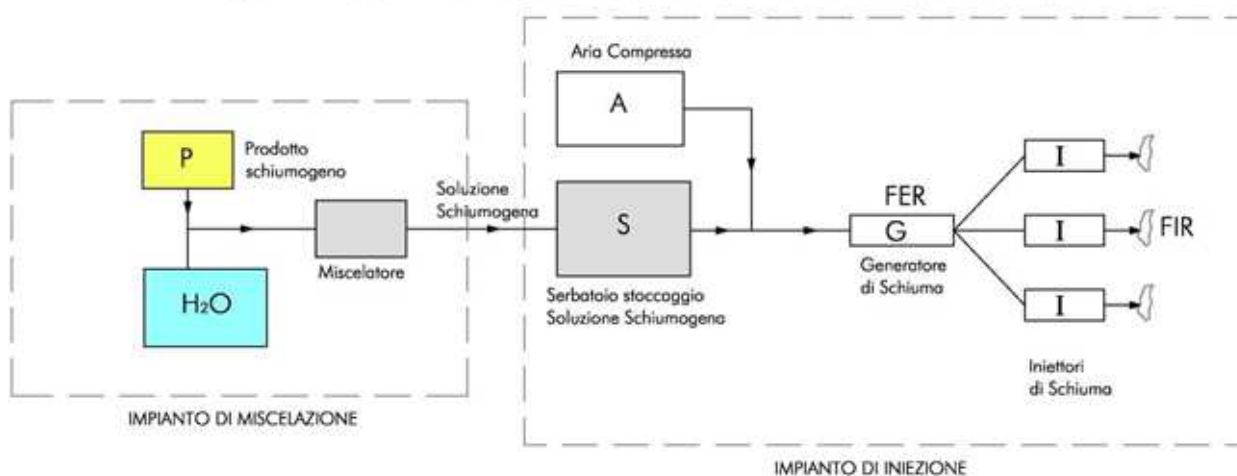 Aria Compressa
A
P
Prodotto
schiumogeno
Soluzione
Schiumogena
H₂O
Miscelatore
S
Serbatoio stoccaggio
Soluzione Schiumogena
FER
G
Generatore
di Schiuma
I
I
I
FIR
Iniettori
di Schiuma
IMPIANTO DI MISCELAZIONE
IMPIANTO DI INIEZIONE